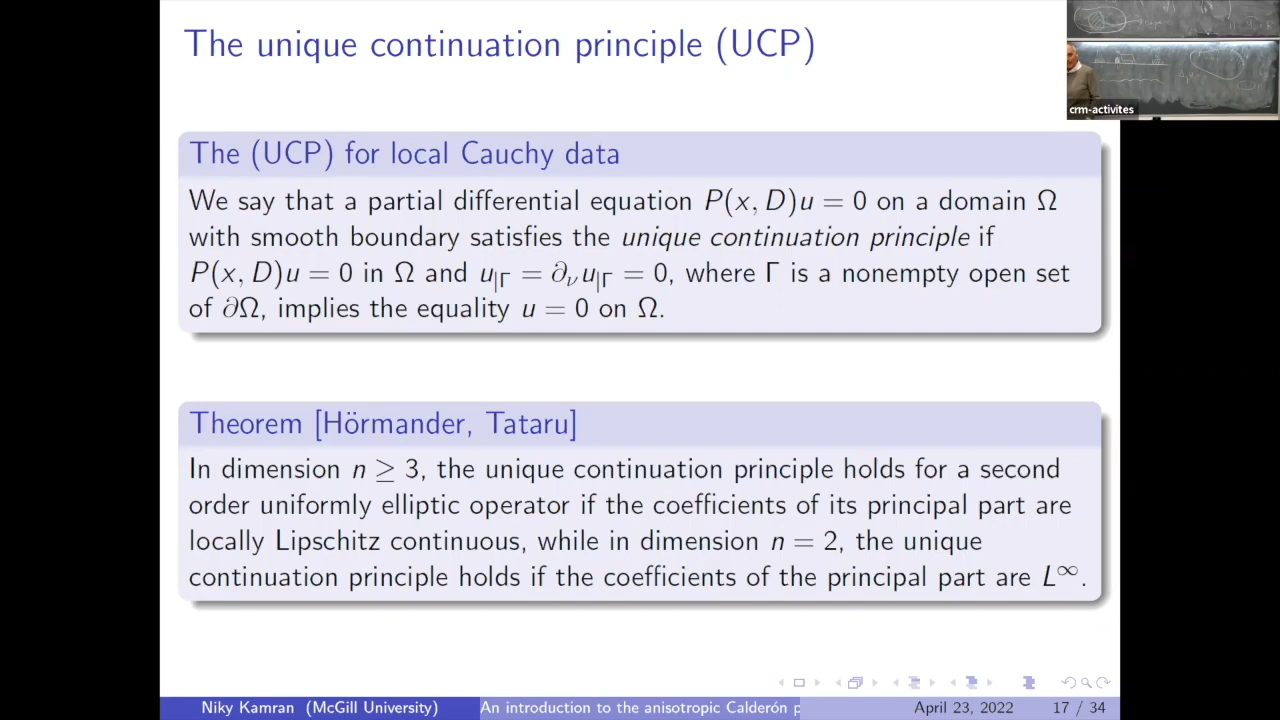 The unique continuation principle (UCP)
crm-activites
The (UCP) for local Cauchy data
We say that a partial differential equation P(x, D)u = 0 on a domain Ω
with smooth boundary satisfies the unique continuation principle if
P(x, D)u = 0 in Ω and u|Γ = ∂νu|Γ = 0, where Γ is a nonempty open set
of ∂Ω, implies the equality u = 0 on Ω.
Theorem [Hörmander, Tataru]
In dimension n ≥ 3, the unique continuation principle holds for a second
order uniformly elliptic operator if the coefficients of its principal part are
locally Lipschitz continuous, while in dimension n = 2, the unique
continuation principle holds if the coefficients of the principal part are L∞.
Niky Kamran (McGill University) An introduction to the anisotropic Calderón p April 23, 2022 17 / 34